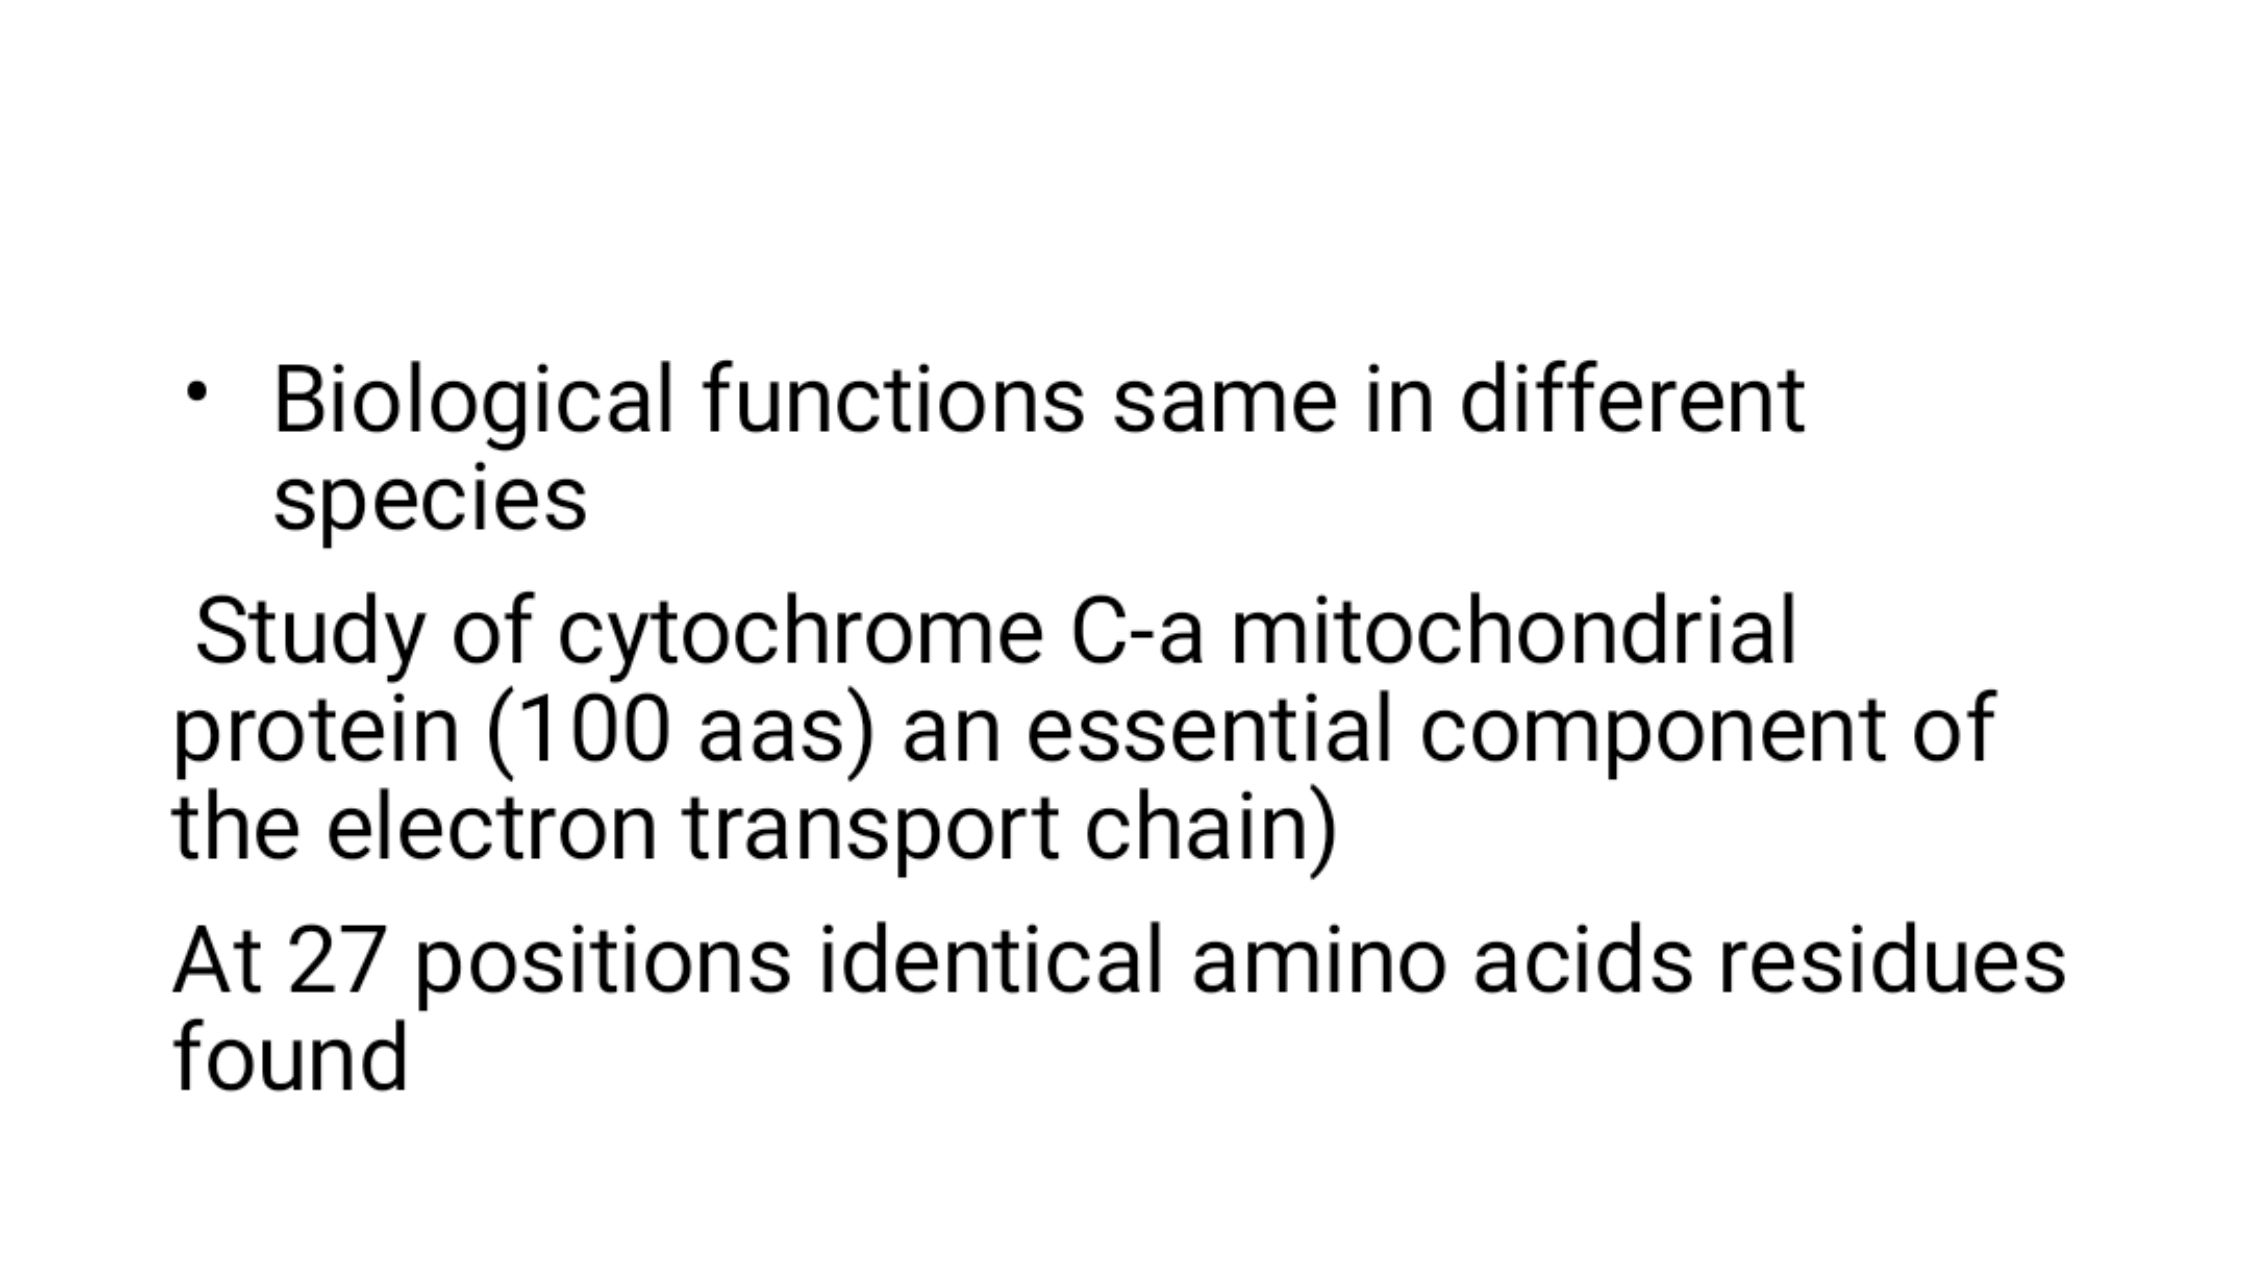 • Biological functions same in different
species
Study of cytochrome C-a mitochondrial
protein (100 aas) an essential component of
the electron transport chain)
At 27 positions identical amino acids residues
found